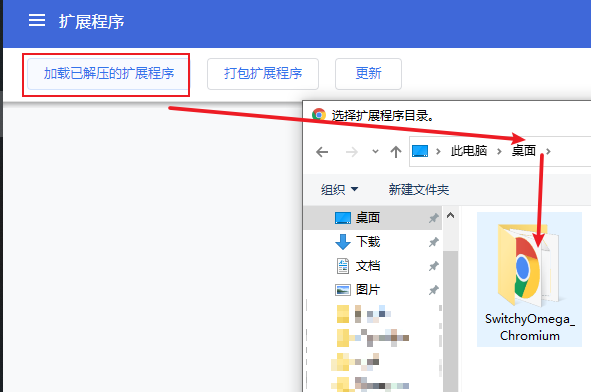 扩展程序
加载已解压的扩展程序
打包扩展程序
更新
选择扩展程序目录。
此电脑
桌面
组织
新建文件夹
桌面
下载
文档
图片
SwitchyOmega_
Chromium